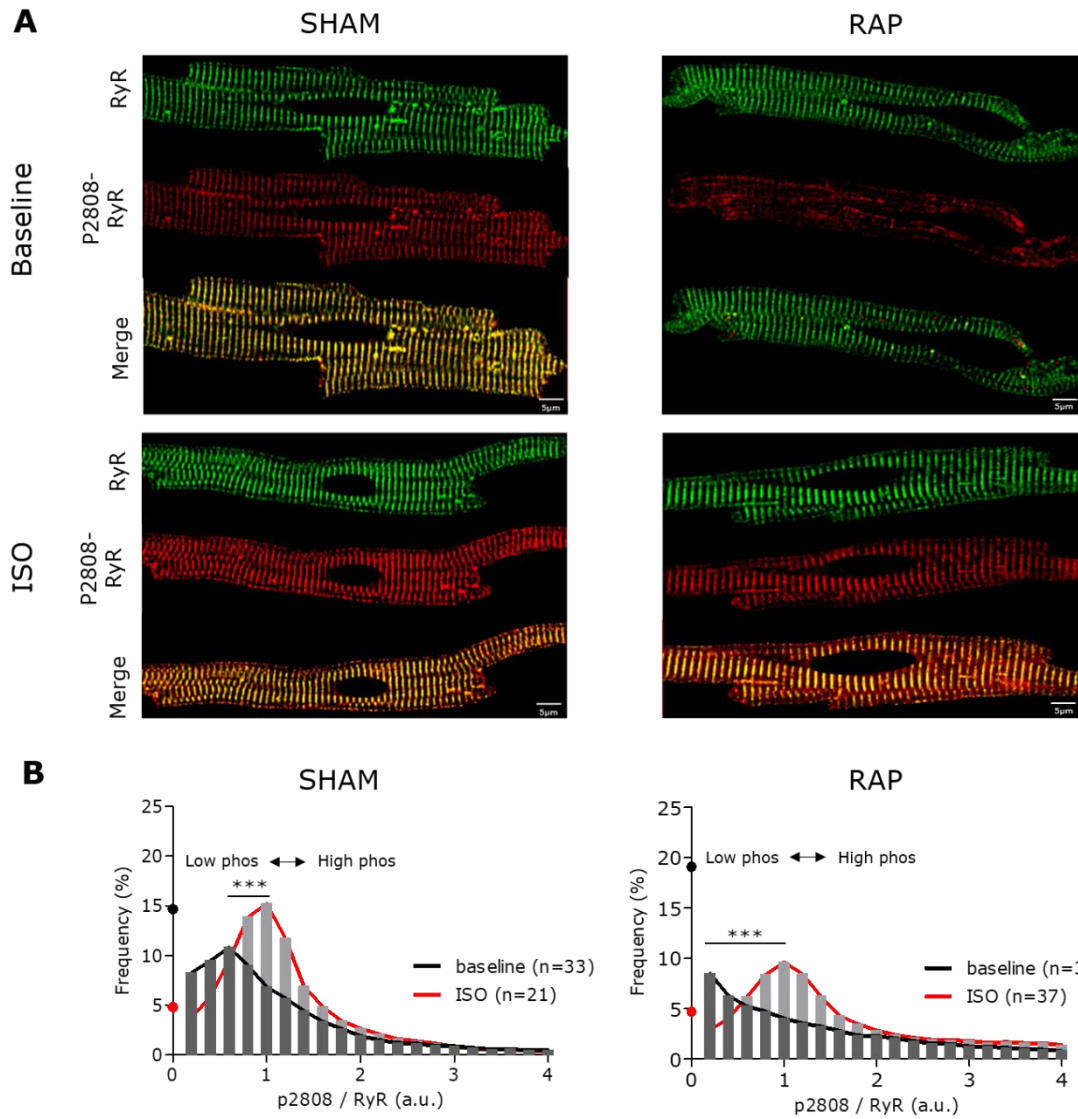 A
SHAM
RAP
Baseline
RyR
P2808-
RyR
Merge
5µm
5µm
ISO
RyR
P2808-
RyR
Merge
5µm
5µm
B
SHAM
Frequency (%)
25
20
15
10
5
0
Low phos
High phos
***
baseline (n=33)
ISO (n=21)
0 1 2 3 4
p2808 / RyR (a.u.)
RAP
Frequency (%)
25
20
15
10
5
0
Low phos
High phos
***
baseline (n=
ISO (n=37)
0 1 2 3 4
p2808 / RyR (a.u.)